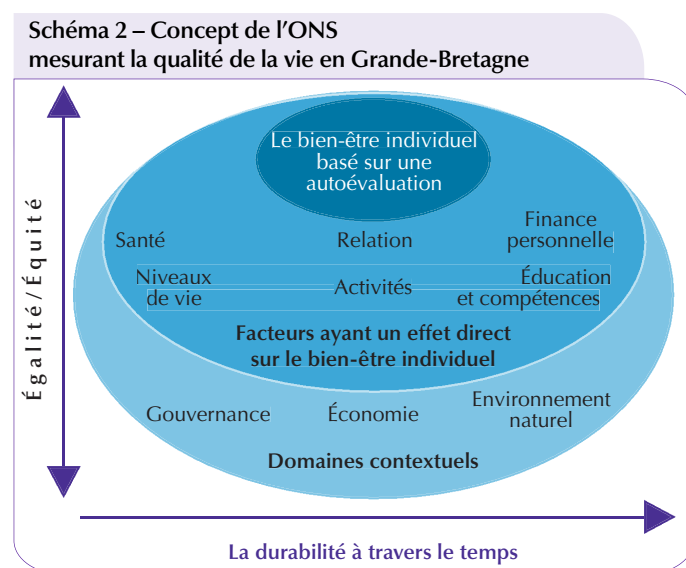 Schéma 2 – Concept de l'ONS
mesurant la qualité de la vie en Grande-Bretagne
Égalité/Équité
Le bien-être individuel
basé sur une
autoévaluation
Santé
Relation
Finance
personnelle
Niveaux
de vie
Activités
Éducation
et compétences
Facteurs ayant un effet direct
sur le bien-être individuel
Gouvernance
Économie
Environnement
naturel
Domaines contextuels
La durabilité à travers le temps